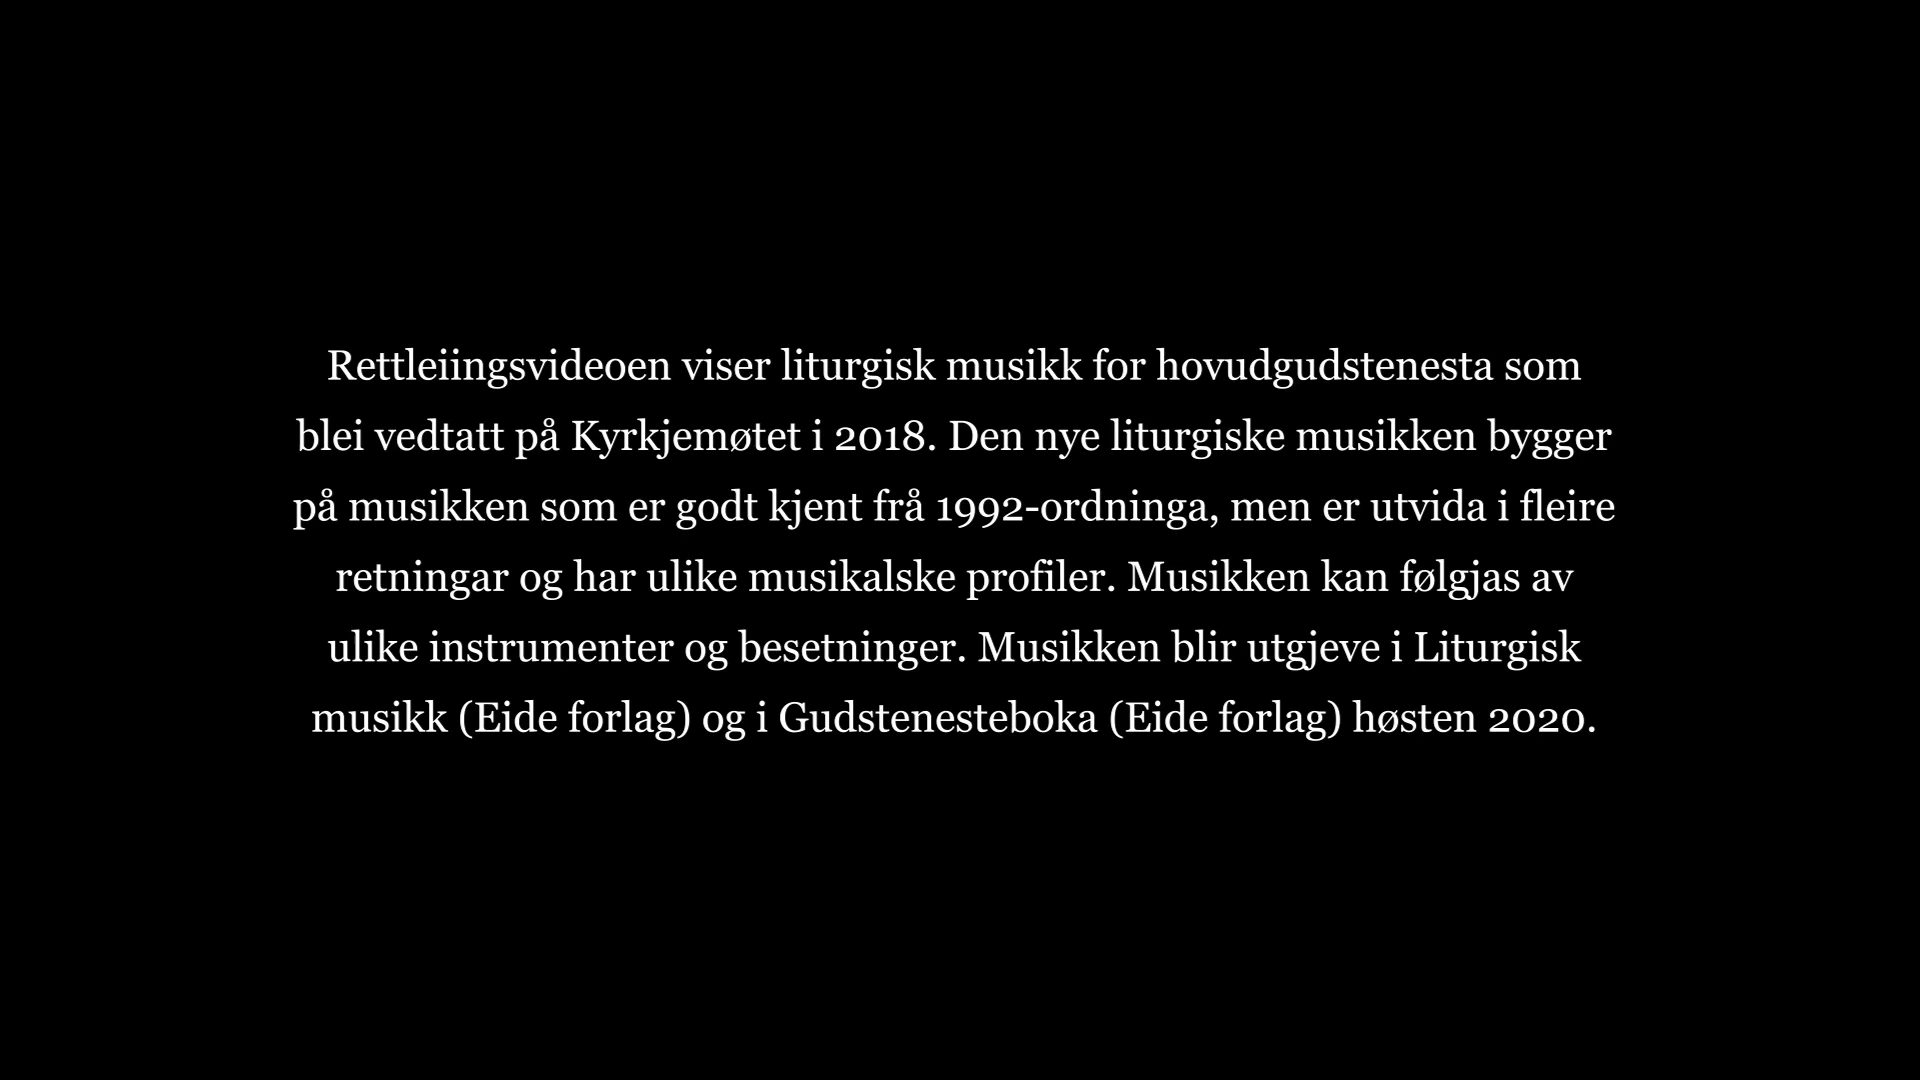 Rettleiingsvideoen viser liturgisk musikk for hovudgudstenesta som
blei vedtatt på Kyrkjemøtet i 2018. Den nye liturgiske musikken bygger
på musikken som er godt kjent frå 1992-ordninga, men er utvida i fleire
retningar og har ulike musikalske profiler. Musikken kan følgjas av
ulike instrumenter og besetninger. Musikken blir utgjeve i Liturgisk
musikk (Eide forlag) og i Gudstenesteboka (Eide forlag) høsten 2020.